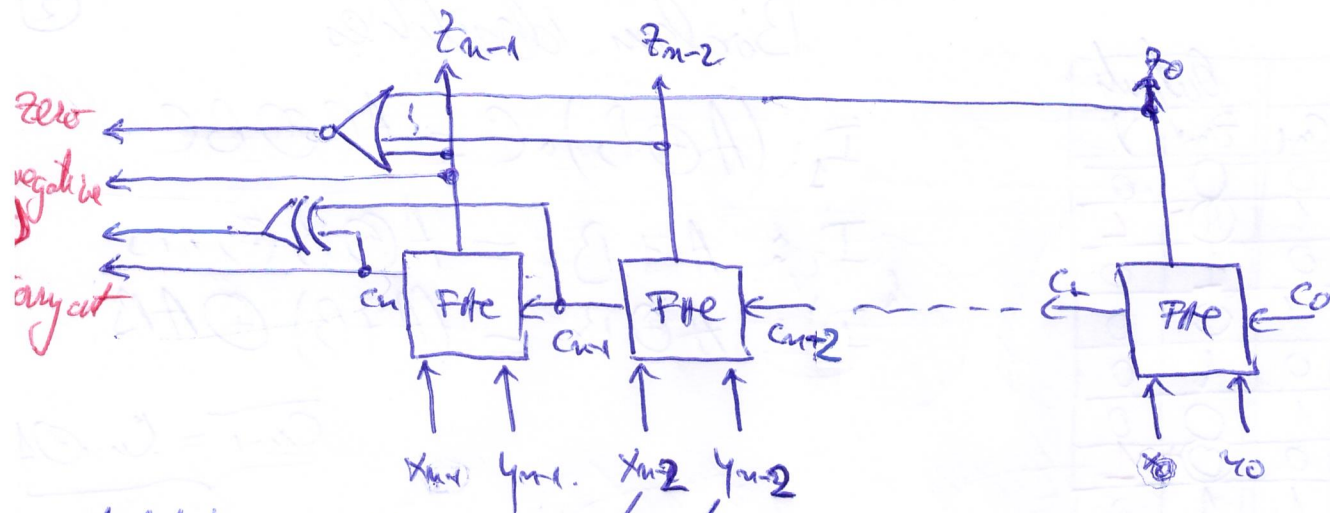 Zn-1 Zn-2 z0
zero
negative
cn FAC Cn-1 FAC Cn-2 C1 FAC C0
arry out
xn-1 yn-1. xn-2 yn-2 x0 y0